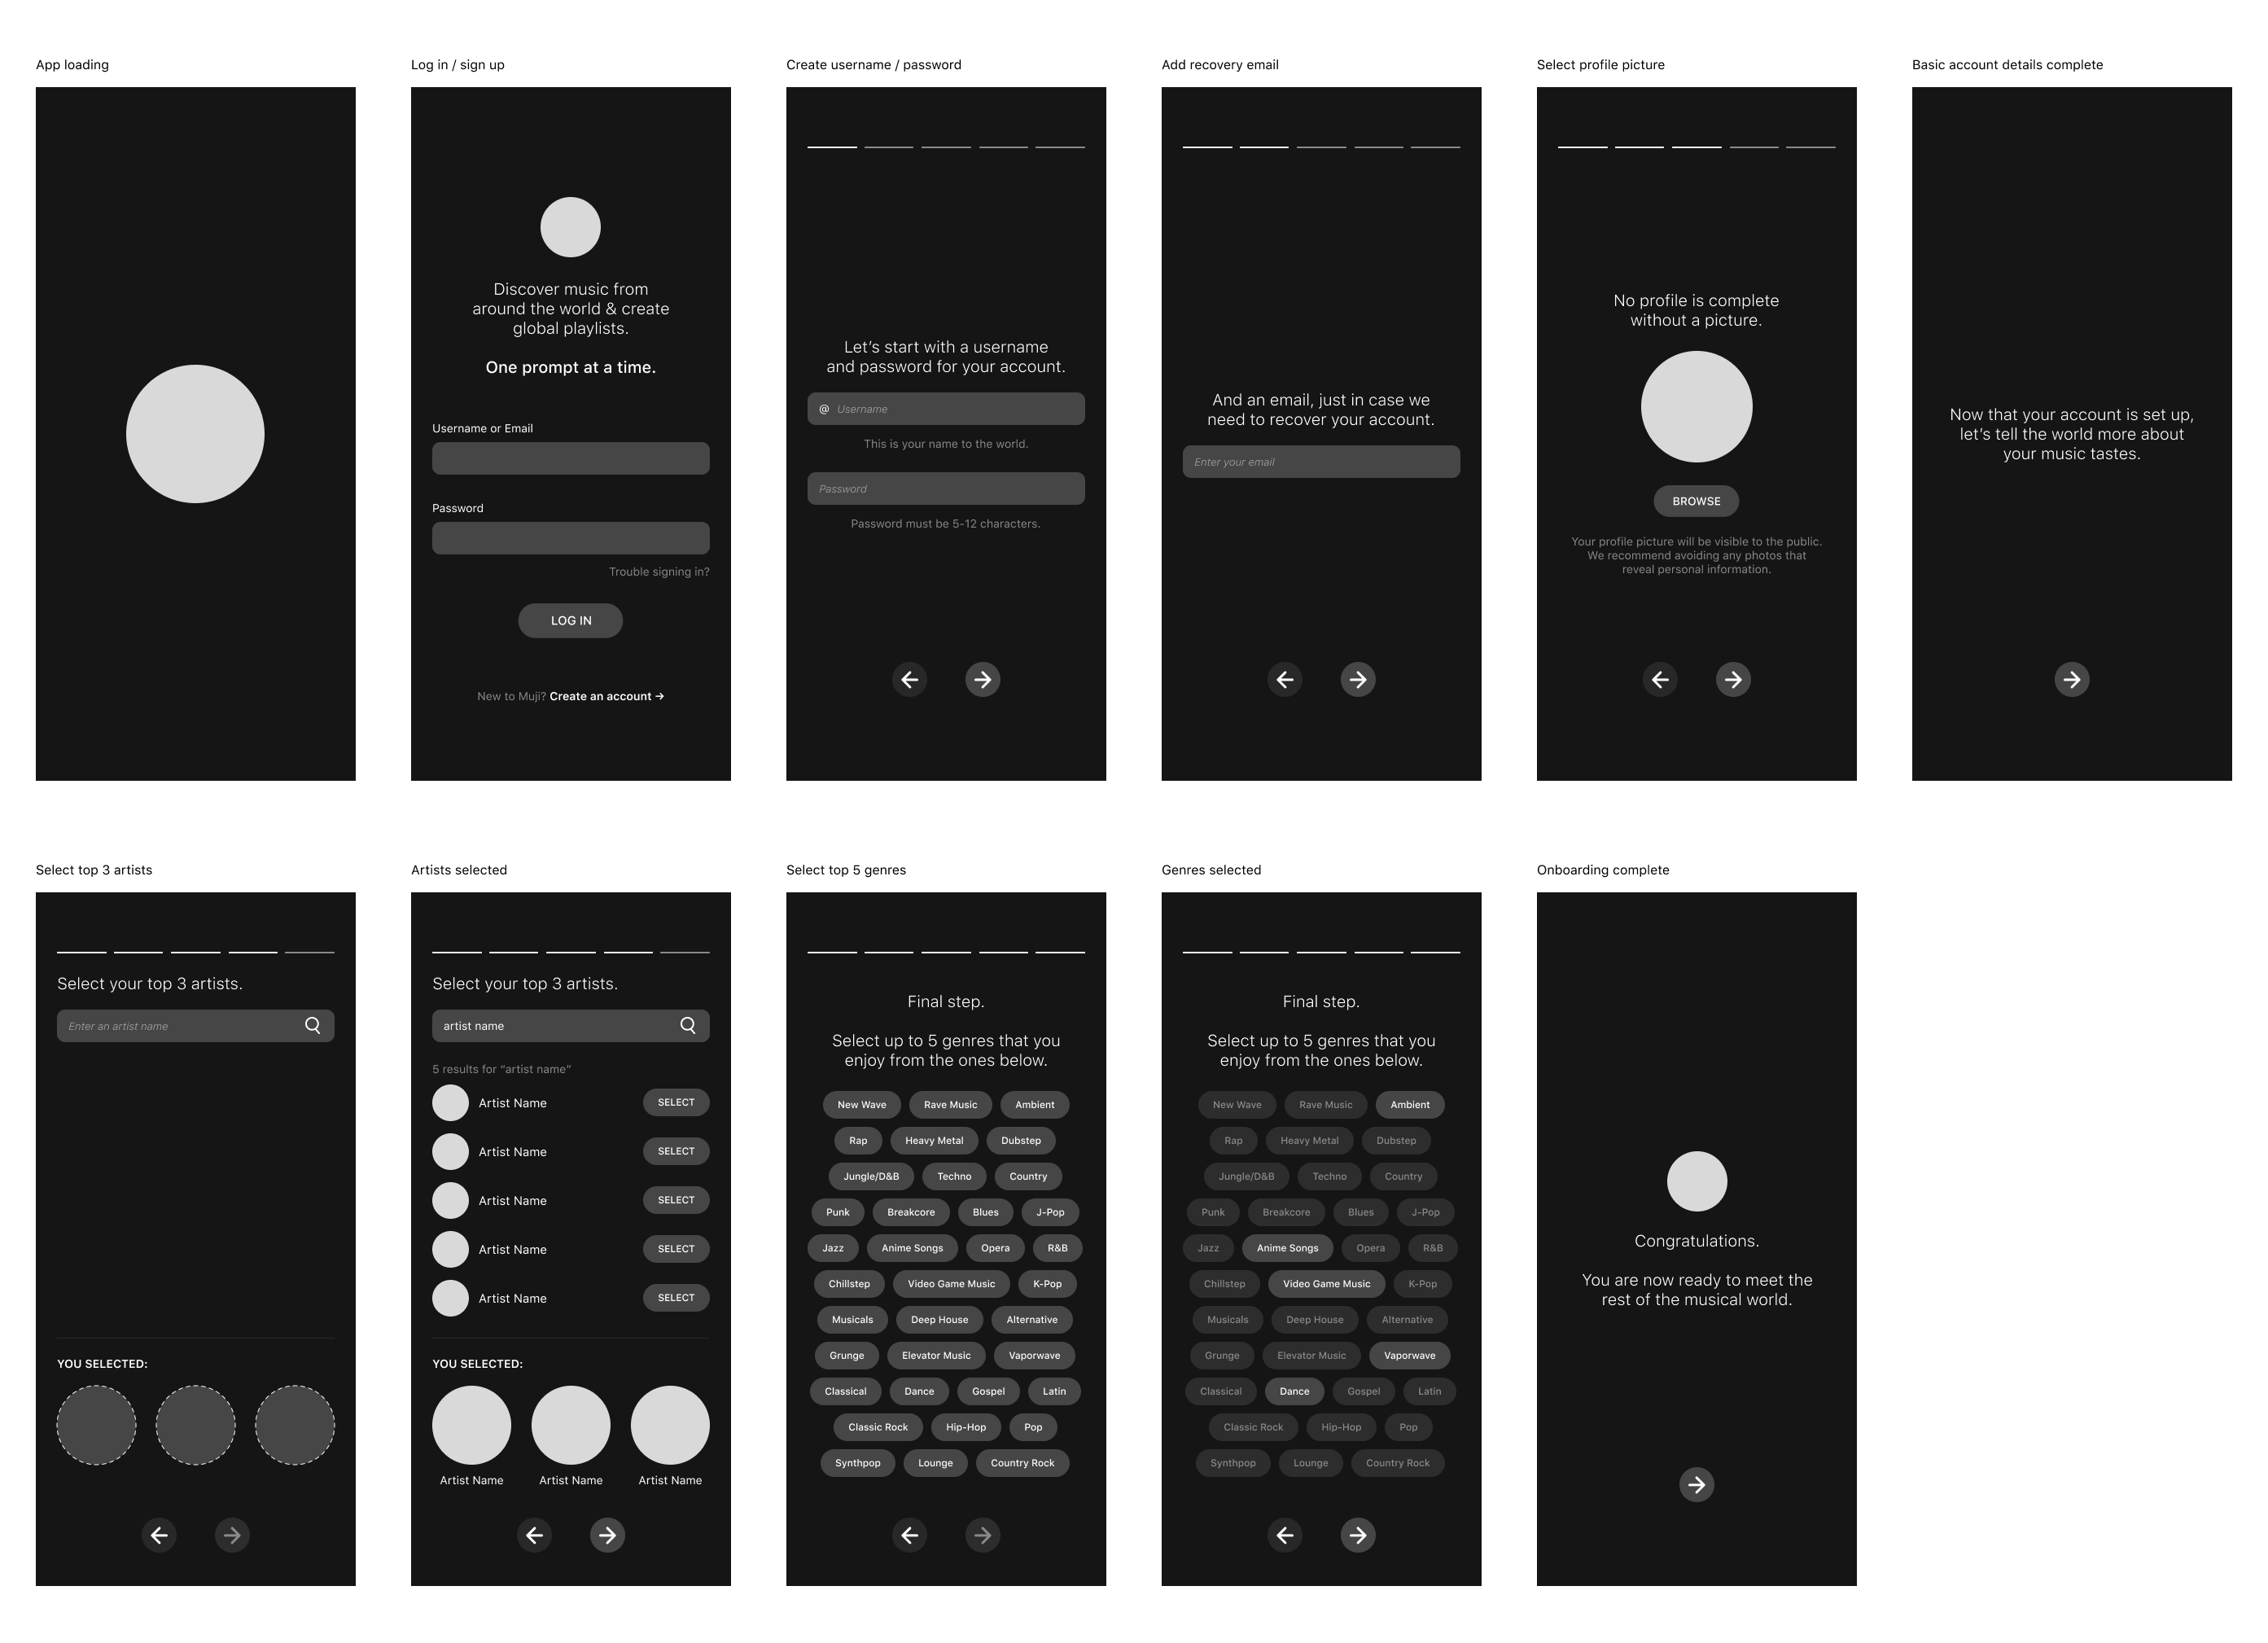 App loading
Log in / sign up
Discover music from
around the world & create
global playlists.
One prompt at a time.
Username or Email
Password
Trouble signing in?
LOG IN
New to Muji? Create an account →
Create username / password
Let’s start with a username
and password for your account.
@ Username
This is your name to the world.
Password
Password must be 5-12 characters.
Add recovery email
And an email, just in case we
need to recover your account.
Enter your email
Select profile picture
No profile is complete
without a picture.
BROWSE
Your profile picture will be visible to the public.
We recommend avoiding any photos that
reveal personal information.
Basic account details complete
Now that your account is set up,
let’s tell the world more about
your music tastes.
Select top 3 artists
Select your top 3 artists.
Enter an artist name
YOU SELECTED:
Artists selected
Select your top 3 artists.
artist name
5 results for “artist name”
Artist Name SELECT
Artist Name SELECT
Artist Name SELECT
Artist Name SELECT
Artist Name SELECT
YOU SELECTED:
Artist Name Artist Name Artist Name
Select top 5 genres
Final step.
Select up to 5 genres that you
enjoy from the ones below.
New Wave Rave Music Ambient
Rap Heavy Metal Dubstep
Jungle/D&B Techno Country
Punk Breakcore Blues J-Pop
Jazz Anime Songs Opera R&B
Chillstep Video Game Music K-Pop
Musicals Deep House Alternative
Grunge Elevator Music Vaporwave
Classical Dance Gospel Latin
Classic Rock Hip-Hop Pop
Synthpop Lounge Country Rock
Genres selected
Final step.
Select up to 5 genres that you
enjoy from the ones below.
New Wave Rave Music Ambient
Rap Heavy Metal Dubstep
Jungle/D&B Techno Country
Punk Breakcore Blues J-Pop
Jazz Anime Songs Opera R&B
Chillstep Video Game Music K-Pop
Musicals Deep House Alternative
Grunge Elevator Music Vaporwave
Classical Dance Gospel Latin
Classic Rock Hip-Hop Pop
Synthpop Lounge Country Rock
Onboarding complete
Congratulations.
You are now ready to meet the
rest of the musical world.